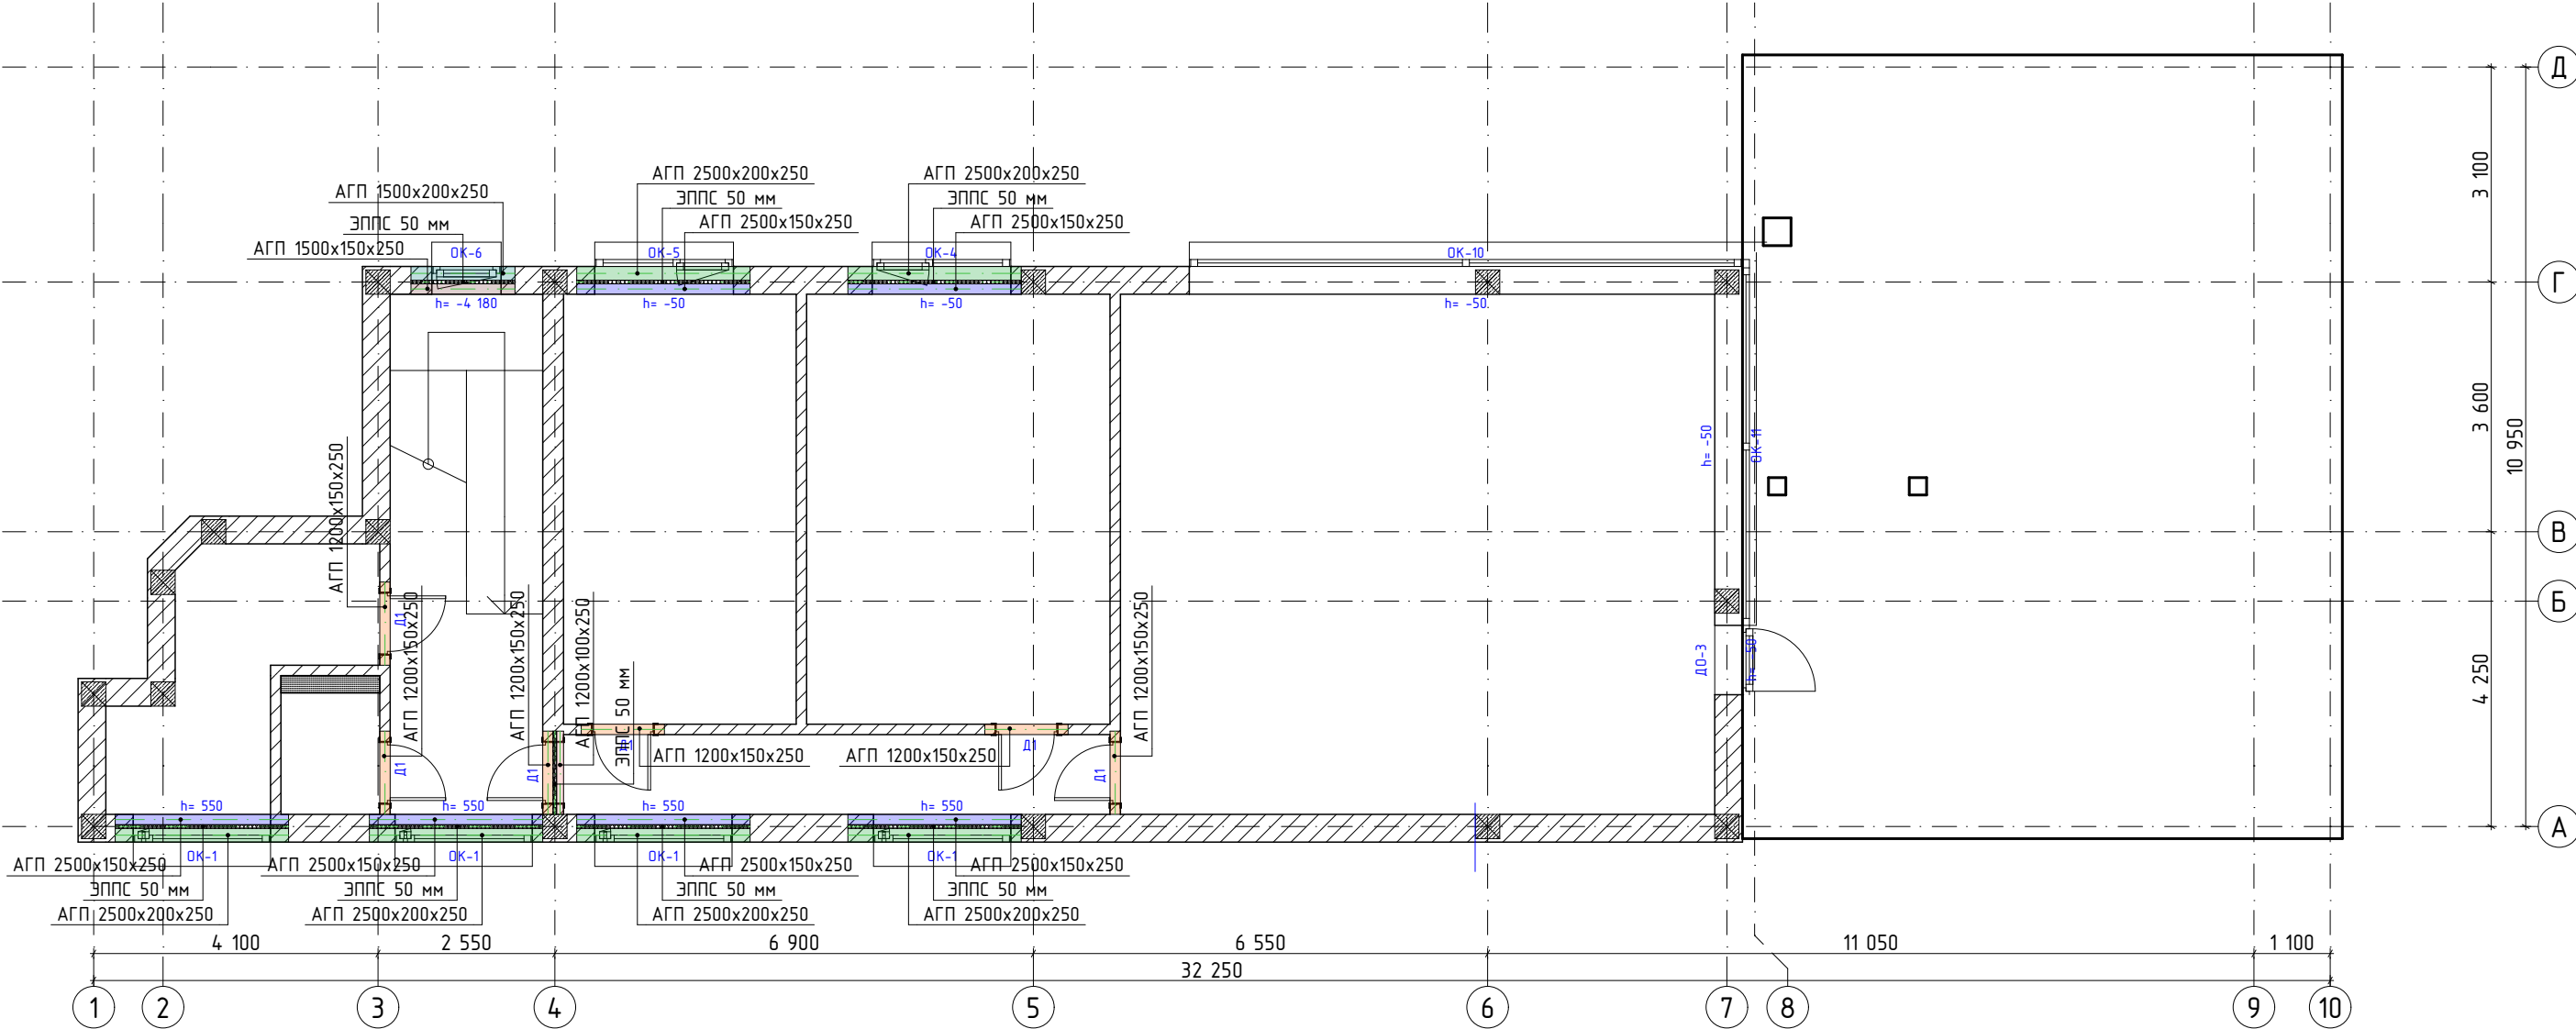 Д
3 100
АГП 2500х200х250
АГП 2500х200х250
АГП 1500х200х250
ЭППС 50 мм
ЭППС 50 мм
ЭППС 50 мм
АГП 2500х150х250
АГП 2500х150х250
АГП 1500х150х250
ОК-6
ОК-5
ОК-4
ОК-10
Г
h= -4 180
h= -50
h= -50
h= -50
3 600
10 950
h= -50
ОК-11
АГП 1200х150х250
В
Б
Д1
АГП 1200х150х250
АГП 1200х150х250
АГП 1200х100х250
ЭППС 50 мм
АГП 1200х150х250
ДО-3
h= -50
4 250
Д1
Д1
Д1
АГП 1200х150х250
АГП 1200х150х250
Д1
Д1
h= 550
h= 550
h= 550
h= 550
А
ОК-1
ОК-1
ОК-1
ОК-1
АГП 2500х150х250
АГП 2500х150х250
АГП 2500х150х250
АГП 2500х150х250
ЭППС 50 мм
ЭППС 50 мм
ЭППС 50 мм
ЭППС 50 мм
АГП 2500х200х250
АГП 2500х200х250
АГП 2500х200х250
АГП 2500х200х250
4 100
2 550
6 900
6 550
11 050
1 100
32 250
1
2
3
4
5
6
7
8
9
10